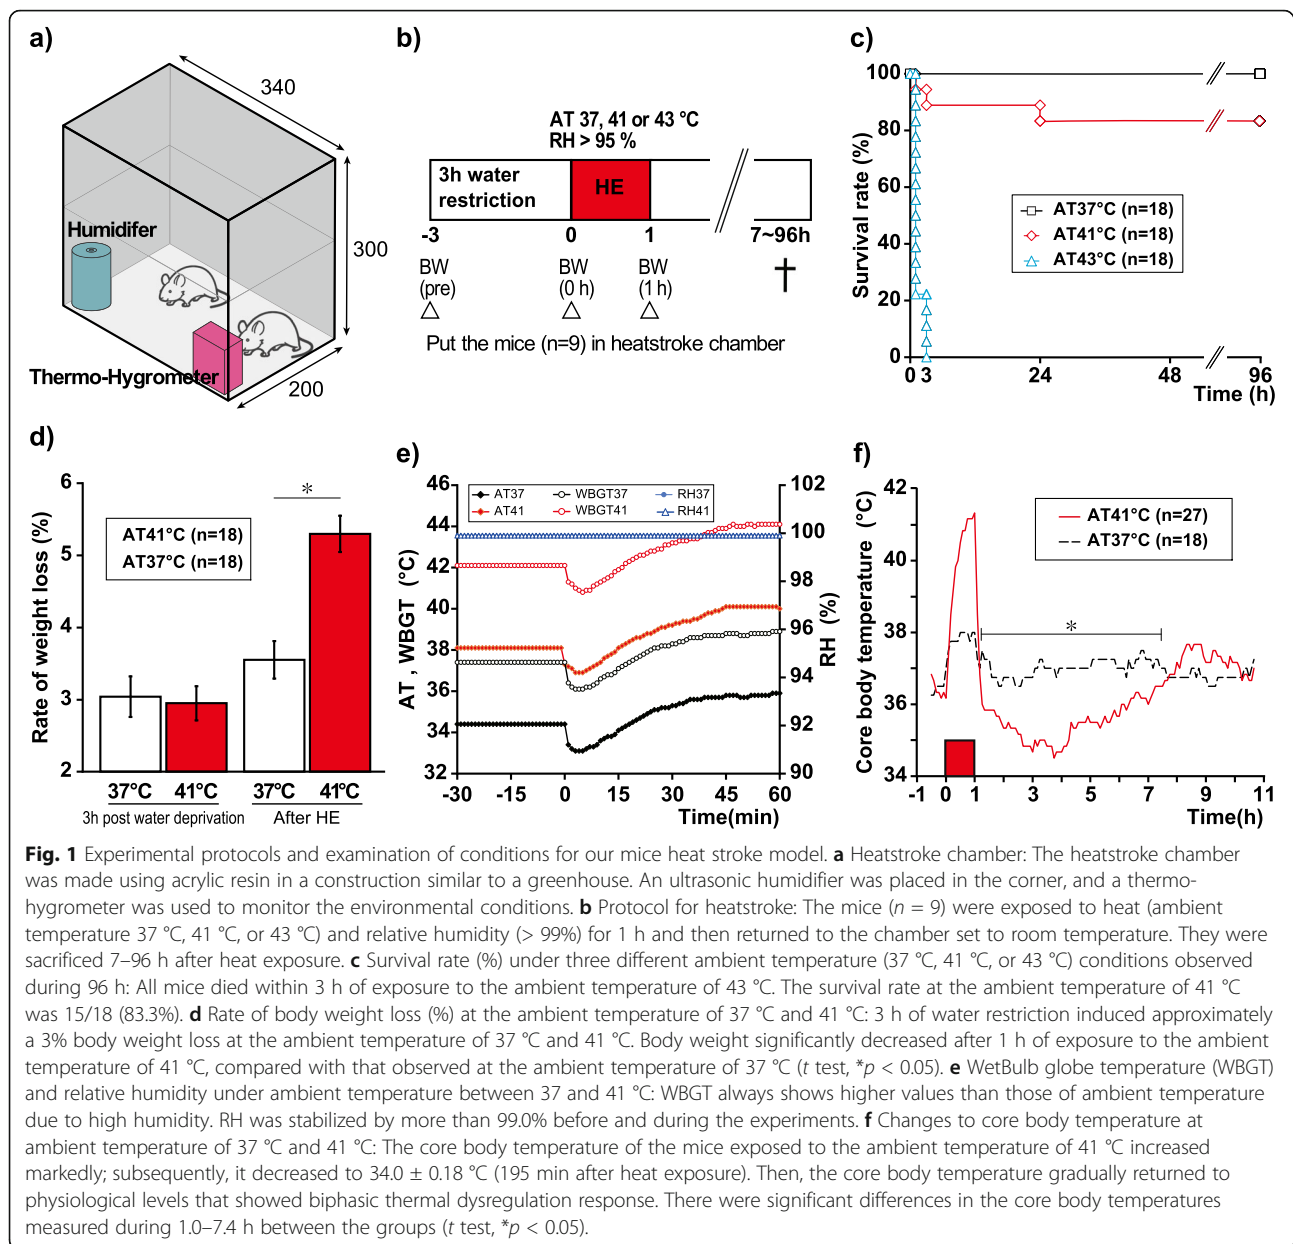 a)
340
300
200
Humidifer
Thermo-Hygrometer
b)
AT 37, 41 or 43 °C
RH > 95 %
3h water
restriction
HE
-3
0
1
7~96h
BW
(pre)
BW
(0 h)
BW
(1 h)
Put the mice (n=9) in heatstroke chamber
c)
Survival rate (%)
100
80
60
40
20
0
AT37°C (n=18)
AT41°C (n=18)
AT43°C (n=18)
0 3 24 48 96
Time (h)
d)
Rate of weight loss (%)
6
5
4
3
2
AT41°C (n=18)
AT37°C (n=18)
*
37°C 41°C 37°C 41°C
3h post water deprivation After HE
e)
AT , WBGT (°C)
46
44
42
40
38
36
34
32
AT37 WBGT37 RH37
AT41 WBGT41 RH41
102
100
98
96
94
92
90
RH (%)
-30 -15 0 15 30 45 60
Time(min)
f)
Core body temperature (°C)
42
40
38
36
34
AT41°C (n=27)
AT37°C (n=18)
*
-1 0 1 3 5 7 9 11
Time(h)
Fig. 1 Experimental protocols and examination of conditions for our mice heat stroke model. a Heatstroke chamber: The heatstroke chamber
was made using acrylic resin in a construction similar to a greenhouse. An ultrasonic humidifier was placed in the corner, and a thermo-
hygrometer was used to monitor the environmental conditions. b Protocol for heatstroke: The mice (n = 9) were exposed to heat (ambient
temperature 37 °C, 41 °C, or 43 °C) and relative humidity (> 99%) for 1 h and then returned to the chamber set to room temperature. They were
sacrificed 7–96 h after heat exposure. c Survival rate (%) under three different ambient temperature (37 °C, 41 °C, or 43 °C) conditions observed
during 96 h: All mice died within 3 h of exposure to the ambient temperature of 43 °C. The survival rate at the ambient temperature of 41 °C
was 15/18 (83.3%). d Rate of body weight loss (%) at the ambient temperature of 37 °C and 41 °C: 3 h of water restriction induced approximately
a 3% body weight loss at the ambient temperature of 37 °C and 41 °C. Body weight significantly decreased after 1 h of exposure to the ambient
temperature of 41 °C, compared with that observed at the ambient temperature of 37 °C (t test, *p < 0.05). e WetBulb globe temperature (WBGT)
and relative humidity under ambient temperature between 37 and 41 °C: WBGT always shows higher values than those of ambient temperature
due to high humidity. RH was stabilized by more than 99.0% before and during the experiments. f Changes to core body temperature at
ambient temperature of 37 °C and 41 °C: The core body temperature of the mice exposed to the ambient temperature of 41 °C increased
markedly; subsequently, it decreased to 34.0 ± 0.18 °C (195 min after heat exposure). Then, the core body temperature gradually returned to
physiological levels that showed biphasic thermal dysregulation response. There were significant differences in the core body temperatures
measured during 1.0–7.4 h between the groups (t test, *p < 0.05).